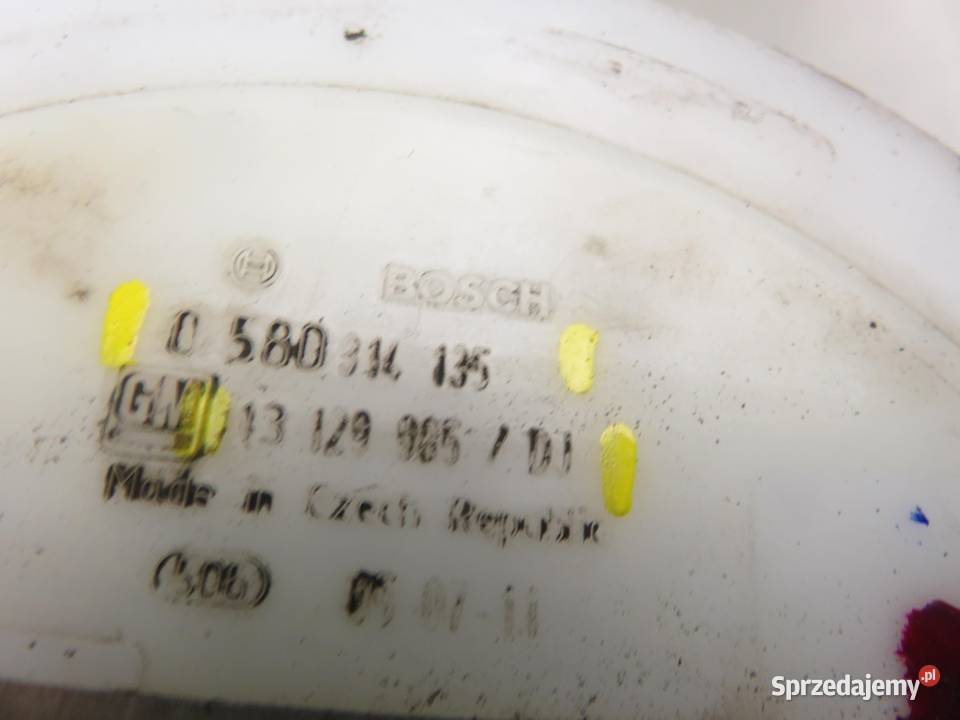 BOSCH
0 580 314 135
GM 13 129 985 / D1
Made in Czech Republic
Sprzedajemy.pl